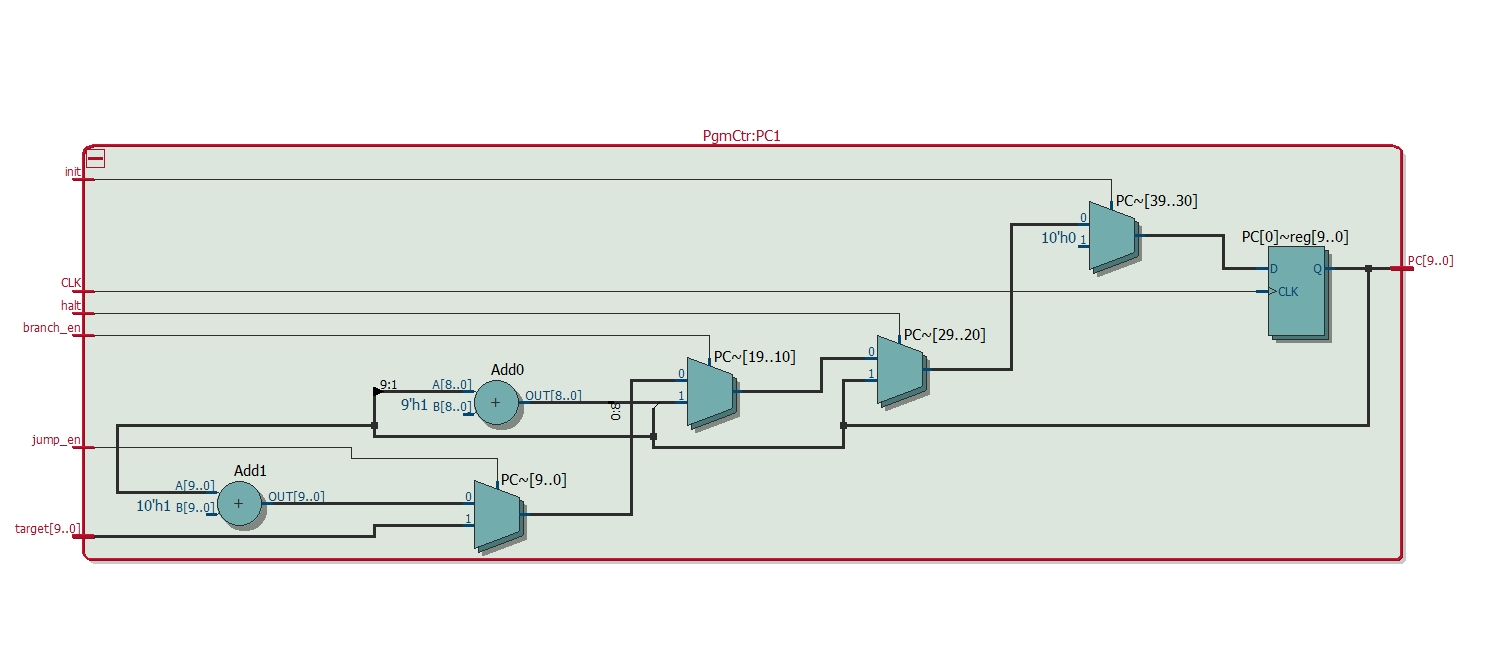 PgmCtr:PC1
init
PC~[39..30]
0
10'h0 1
PC[0]~reg[9..0]
D Q
CLK
PC[9..0]
CLK
halt
branch_en
PC~[29..20]
0
1
PC~[19..10]
0
1
Add0
9:1
A[8..0]
9'h1 B[8..0]
+
OUT[8..0]
8:0
jump_en
Add1
A[9..0]
10'h1 B[9..0]
+
OUT[9..0]
PC~[9..0]
0
1
target[9..0]